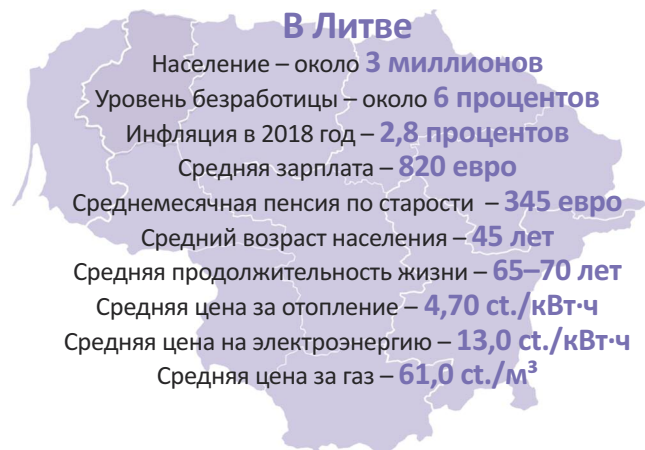 В Литве
Население – около 3 миллионов
Уровень безработицы – около 6 процентов
Инфляция в 2018 год – 2,8 процентов
Средняя зарплата – 820 евро
Среднемесячная пенсия по старости – 345 евро
Средний возраст населения – 45 лет
Средняя продолжительность жизни – 65–70 лет
Средняя цена за отопление – 4,70 ct./кВт·ч
Средняя цена на электроэнергию – 13,0 ct./кВт·ч
Средняя цена за газ – 61,0 ct./м³